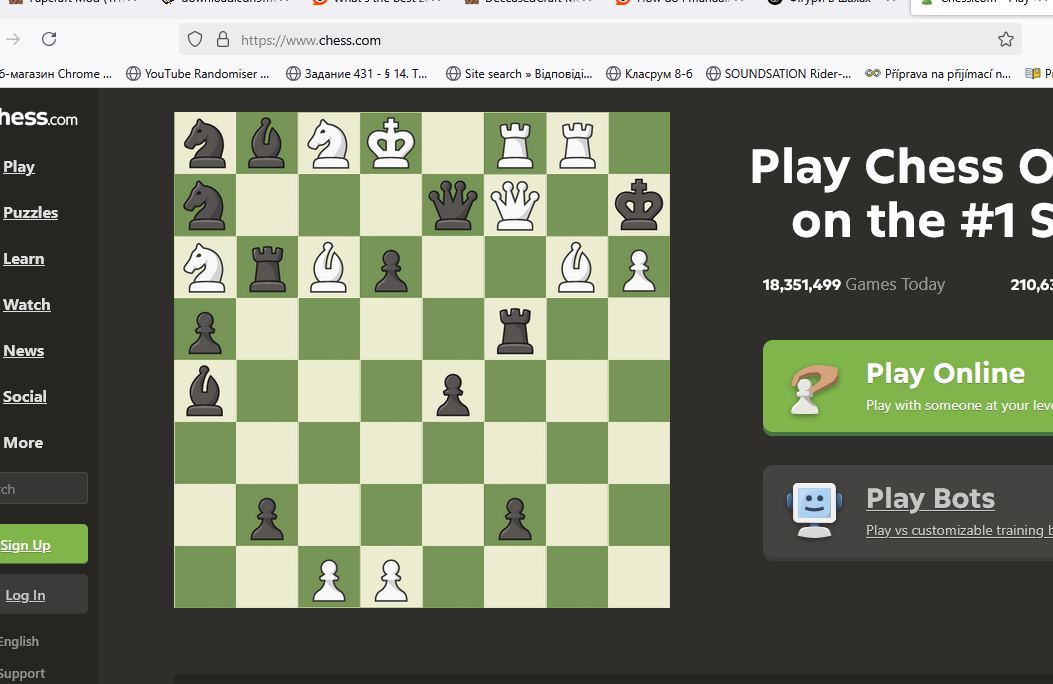 https://www.chess.com
б-магазин Chrome ... YouTube Randomiser ... Задание 431 - § 14. Т... Site search » Відповіді... Класрум 8-б SOUNDSATION Rider-... Příprava na přijímací n...
hess.com
Play
Puzzles
Learn
Watch
News
Social
More
rch
Sign Up
Log In
English
Support
Play Chess O
on the #1 S
18,351,499 Games Today 210,63
Play Online
Play with someone at your leve
Play Bots
Play vs customizable training b